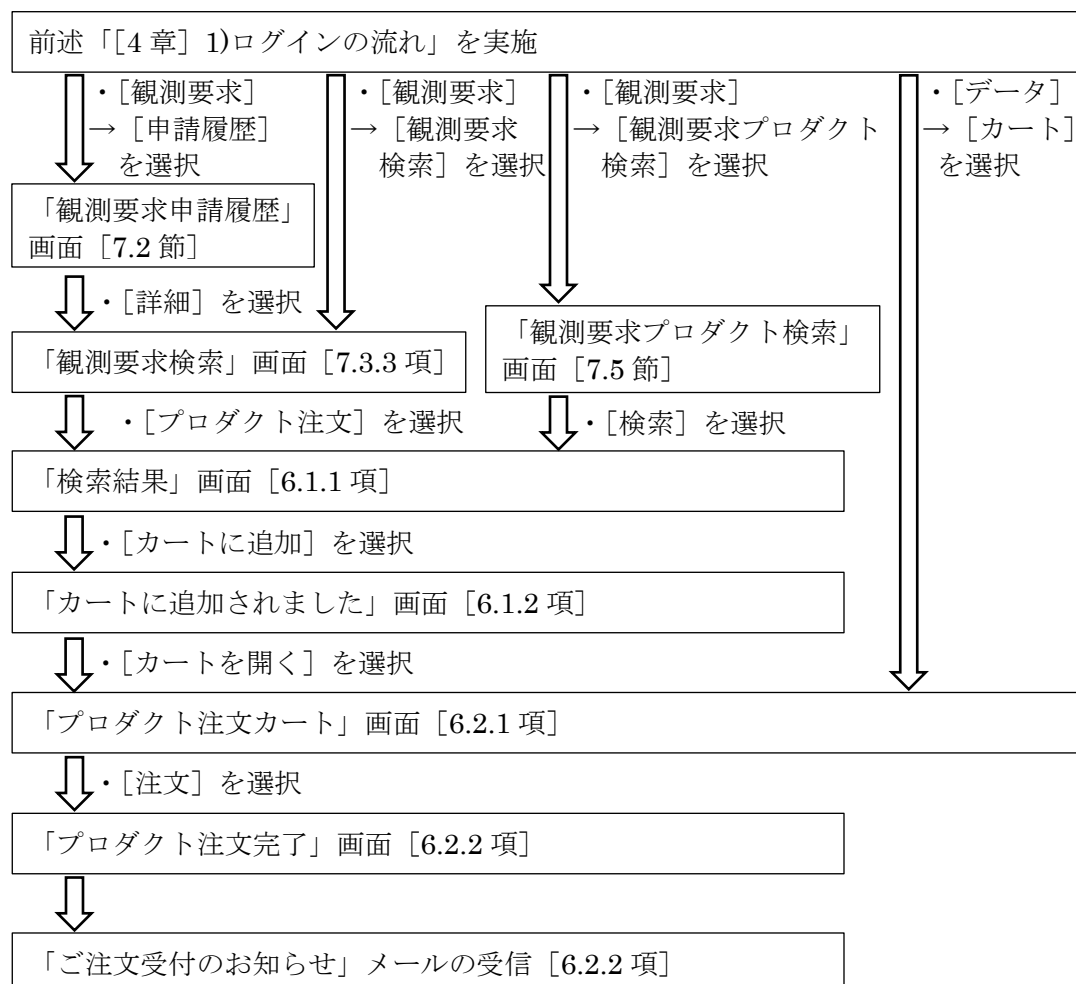 前述「[4 章］1)ログインの流れ」を実施
・［観測要求］
→［申請履歴］
を選択
・［観測要求］
→［観測要求
検索］を選択
・［観測要求］
→［観測要求プロダクト
検索］を選択
・［データ］
→［カート］
を選択
「観測要求申請履歴」
画面［7.2 節］
・［詳細］を選択
「観測要求検索」画面［7.3.3 項］
「観測要求プロダクト検索」
画面［7.5 節］
・［プロダクト注文］を選択
・［検索］を選択
「検索結果」画面［6.1.1 項］
・［カートに追加］を選択
「カートに追加されました」画面［6.1.2 項］
・［カートを開く］を選択
「プロダクト注文カート」画面［6.2.1 項］
・［注文］を選択
「プロダクト注文完了」画面［6.2.2 項］
「ご注文受付のお知らせ」メールの受信［6.2.2 項］